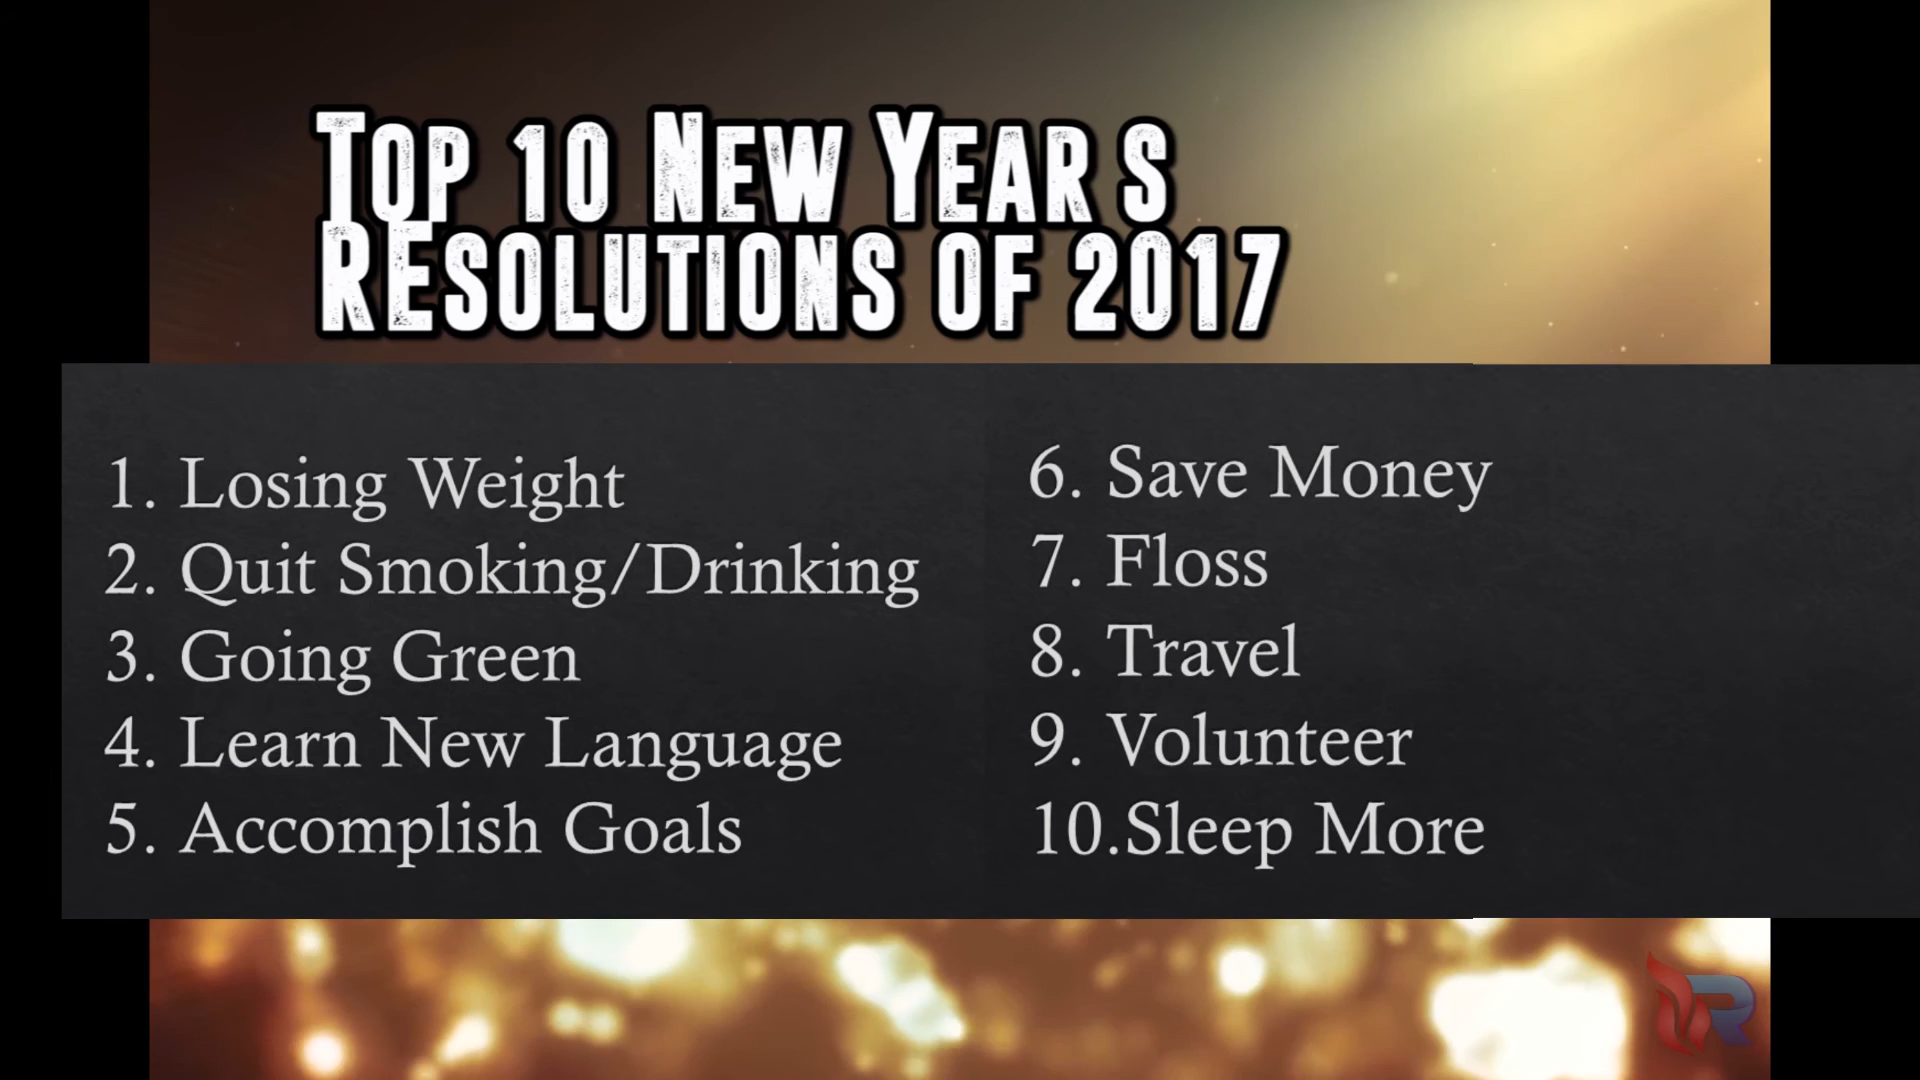 Top 10 New Year s
REsolutions of 2017
1. Losing Weight
2. Quit Smoking/Drinking
3. Going Green
4. Learn New Language
5. Accomplish Goals
6. Save Money
7. Floss
8. Travel
9. Volunteer
10.Sleep More
R